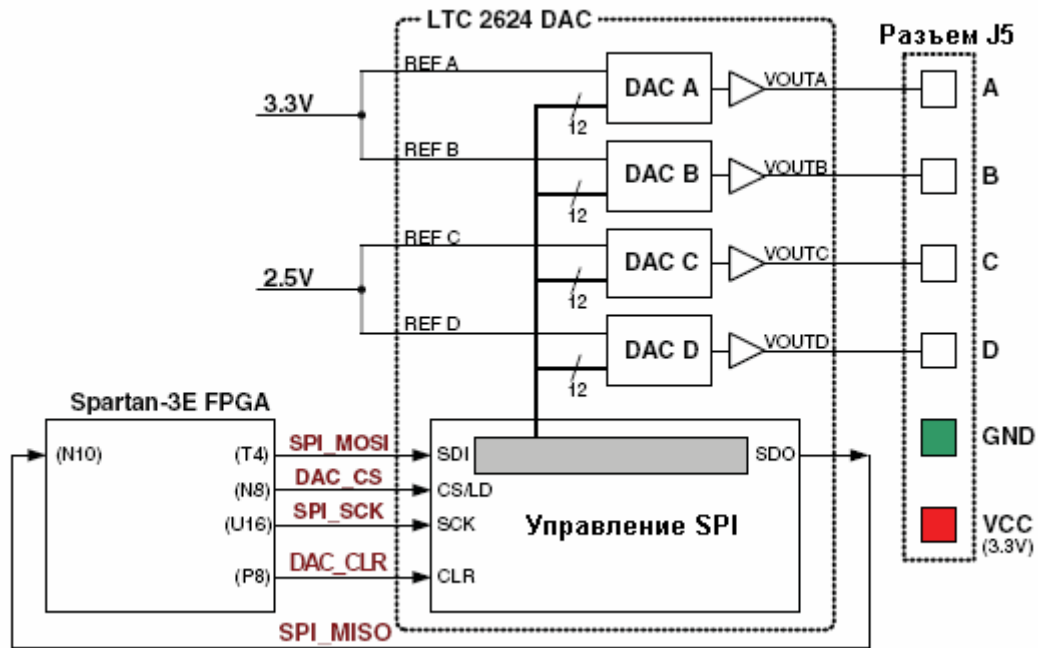 LTC 2624 DAC
Разъем J5
REF A
DAC A
VOUTA
A
3.3V
12
REF B
DAC B
VOUTB
B
12
REF C
DAC C
VOUTC
C
2.5V
12
REF D
DAC D
VOUTD
D
12
Spartan-3E FPGA
GND
(N10)
(T4)
SPI_MOSI
SDI
SDO
(N8)
DAC_CS
CS/LD
(U16)
SPI_SCK
SCK
Управление SPI
VCC
(3.3V)
(P8)
DAC_CLR
CLR
SPI_MISO